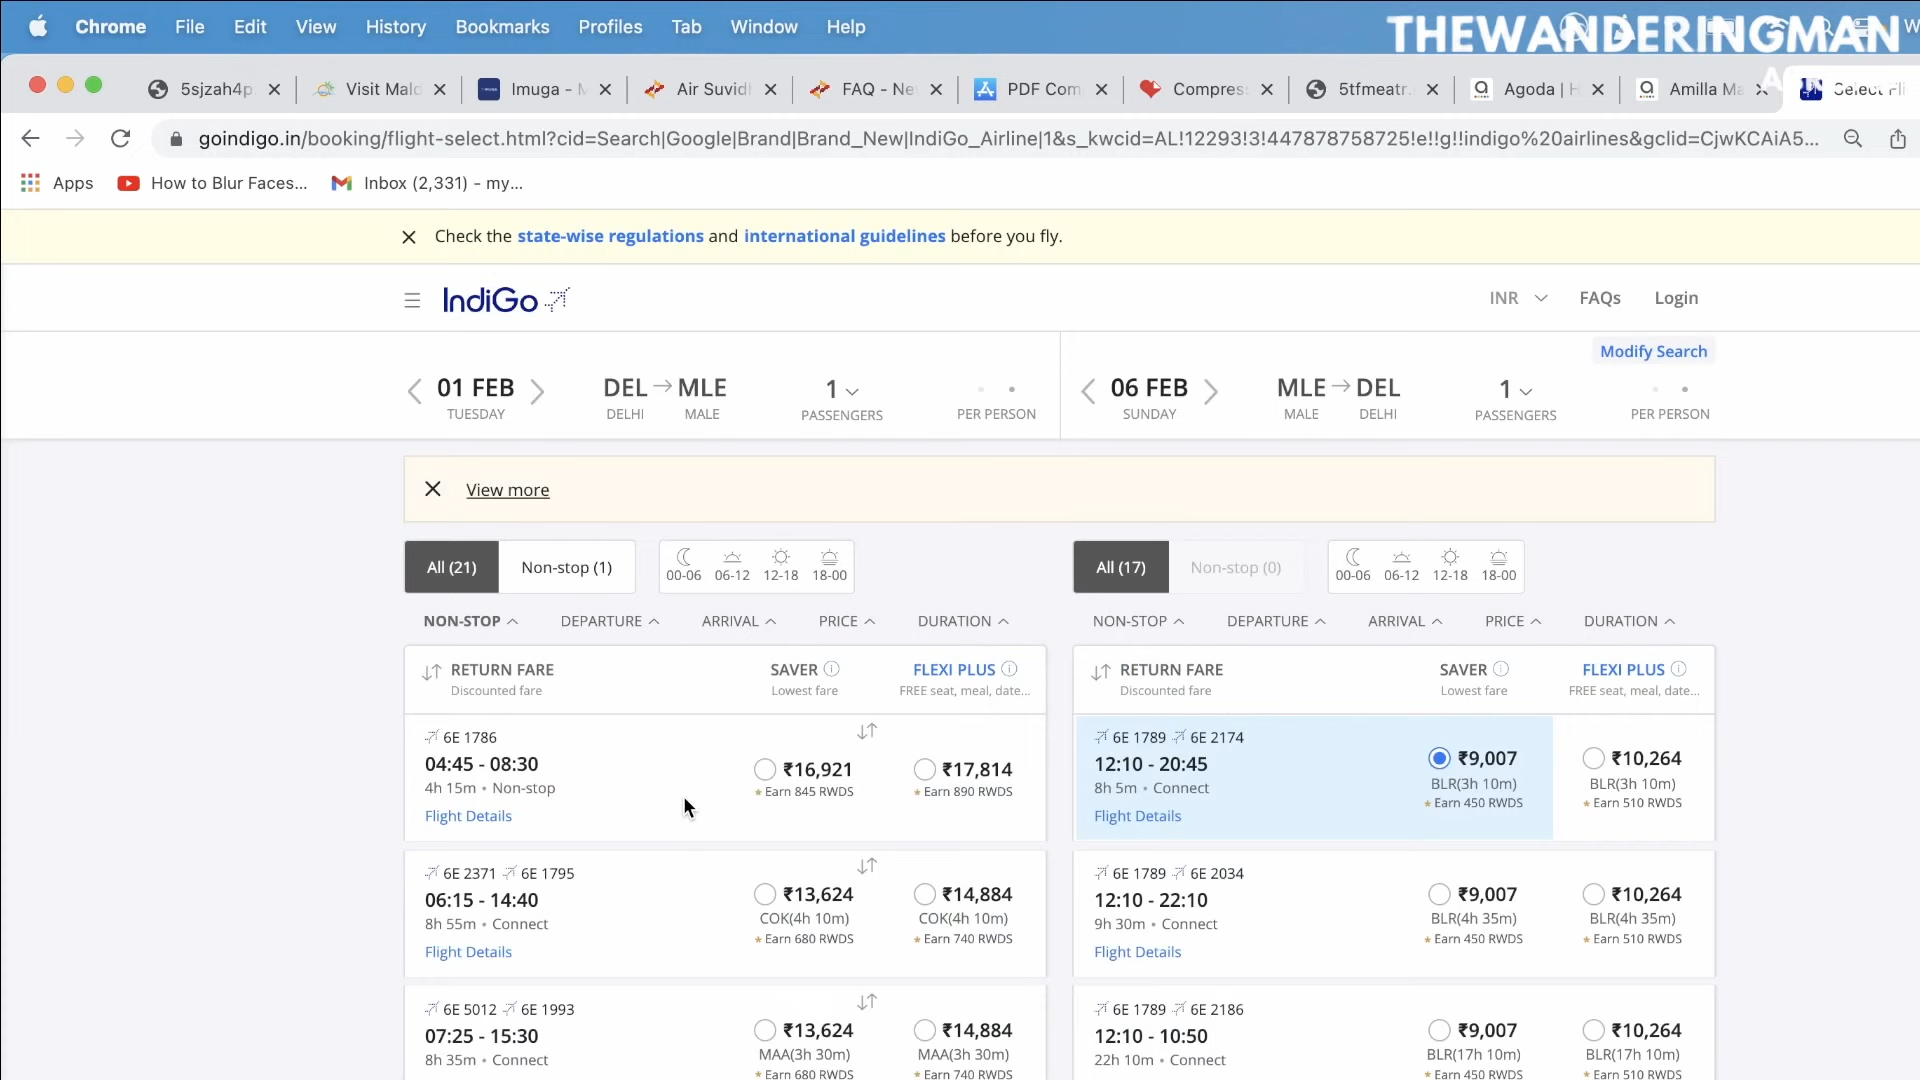 Chrome File Edit View History Bookmarks Profiles Tab Window Help
THEWANDERINGMAN
5sjzah4p Visit Mald Imuga - M Air Suvid FAQ - Ne PDF Com Compres 5tfmeatr. Agoda | H Amilla Ma Select Fli
goindigo.in/booking/flight-select.html?cid=Search|Google|Brand|Brand_New|IndiGo_Airline|1&s_kwcid=AL!12293!3!447878758725!e!!g!!indigo%20airlines&gclid=CjwKCAiA5...
Apps How to Blur Faces... Inbox (2,331) - my...
Check the state-wise regulations and international guidelines before you fly.
IndiGo INR FAQs Login
Modify Search
01 FEB DEL → MLE 1 06 FEB MLE → DEL 1
TUESDAY DELHI MALE PASSENGERS PER PERSON SUNDAY MALE DELHI PASSENGERS PER PERSON
View more
All (21) Non-stop (1) 00-06 06-12 12-18 18-00 All (17) Non-stop (0) 00-06 06-12 12-18 18-00
NON-STOP DEPARTURE ARRIVAL PRICE DURATION NON-STOP DEPARTURE ARRIVAL PRICE DURATION
RETURN FARE SAVER FLEXI PLUS
Discounted fare Lowest fare FREE seat, meal, date...
6E 1786
04:45 - 08:30 ₹16,921 ₹17,814
4h 15m • Non-stop Earn 845 RWDS Earn 890 RWDS
Flight Details
6E 2371 6E 1795
06:15 - 14:40 ₹13,624 ₹14,884
8h 55m • Connect COK(4h 10m) COK(4h 10m)
Flight Details Earn 680 RWDS Earn 740 RWDS
6E 5012 6E 1993
07:25 - 15:30 ₹13,624 ₹14,884
8h 35m • Connect MAA(3h 30m) MAA(3h 30m)
Earn 680 RWDS Earn 740 RWDS
RETURN FARE SAVER FLEXI PLUS
Discounted fare Lowest fare FREE seat, meal, date...
6E 1789 6E 2174
12:10 - 20:45 ₹9,007 ₹10,264
8h 5m • Connect BLR(3h 10m) BLR(3h 10m)
Flight Details Earn 450 RWDS Earn 510 RWDS
6E 1789 6E 2034
12:10 - 22:10 ₹9,007 ₹10,264
9h 30m • Connect BLR(4h 35m) BLR(4h 35m)
Flight Details Earn 450 RWDS Earn 510 RWDS
6E 1789 6E 2186
12:10 - 10:50 ₹9,007 ₹10,264
22h 10m • Connect BLR(17h 10m) BLR(17h 10m)
Earn 450 RWDS Earn 510 RWDS